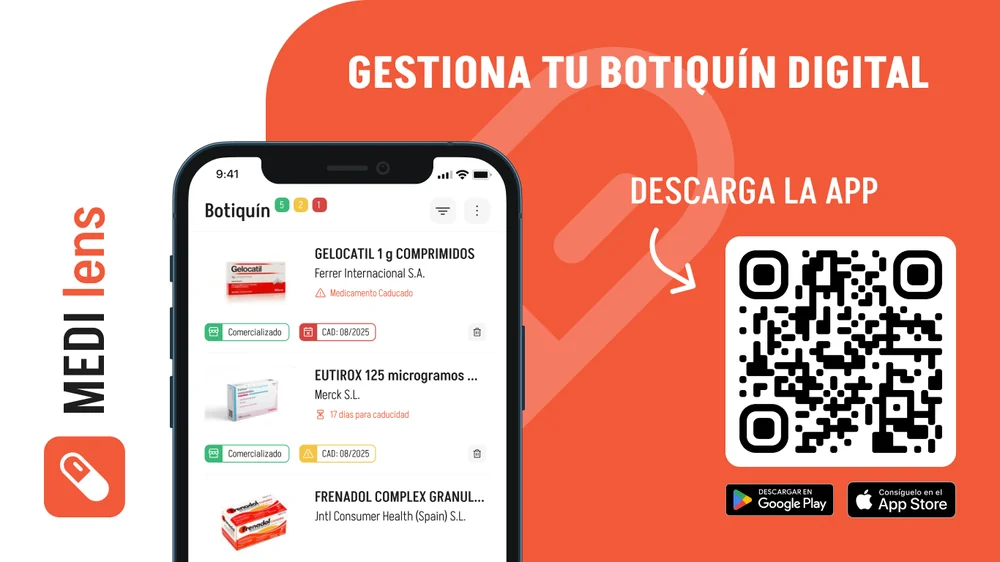 GESTIONA TU BOTIQUÍN DIGITAL
DESCARGA LA APP
MEDI lens
9:41
Botiquín 5 2 1
GELOCATIL 1 g COMPRIMIDOS
Ferrer Internacional S.A.
Medicamento Caducado
Gelocatil
Comercializado
CAD: 08/2025
EUTIROX 125 microgramos ...
Merck S.L.
17 días para caducidad
Comercializado
CAD: 08/2025
FRENADOL COMPLEX GRANUL...
Jntl Consumer Health (Spain) S.L.
Frenadol
DESCARGAR EN
Google Play
Consíguelo en el
App Store